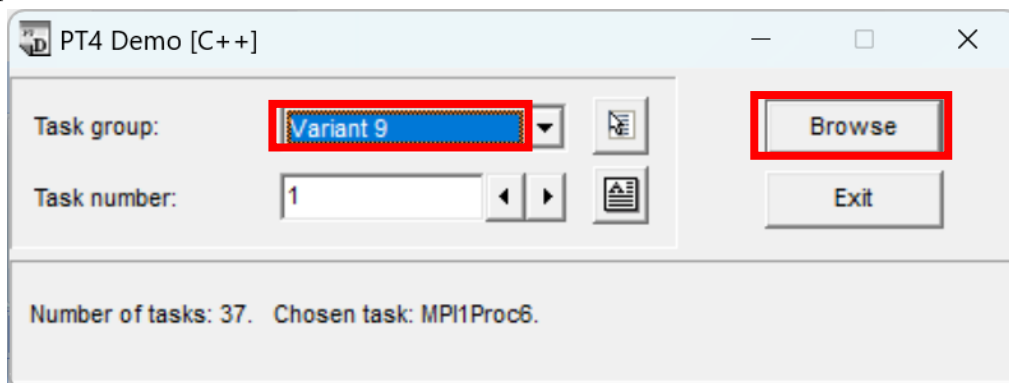 PT4 Demo [C++]
Task group:
Variant 9
Browse
Task number:
1
Exit
Number of tasks: 37. Chosen task: MPI1Proc6.